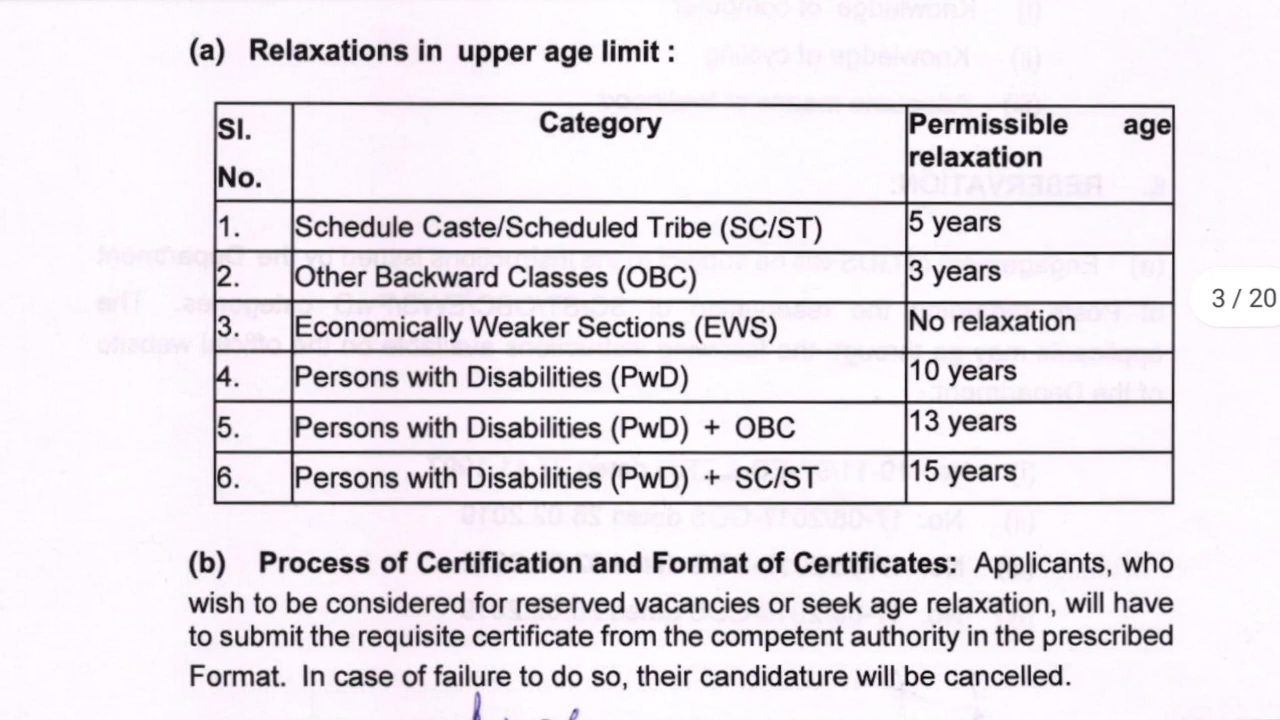 (a) Relaxations in upper age limit :
Sl. No. Category Permissible age relaxation
1. Schedule Caste/Scheduled Tribe (SC/ST) 5 years
2. Other Backward Classes (OBC) 3 years
3. Economically Weaker Sections (EWS) No relaxation
4. Persons with Disabilities (PwD) 10 years
5. Persons with Disabilities (PwD) + OBC 13 years
6. Persons with Disabilities (PwD) + SC/ST 15 years
3 / 20
(b) Process of Certification and Format of Certificates: Applicants, who
wish to be considered for reserved vacancies or seek age relaxation, will have
to submit the requisite certificate from the competent authority in the prescribed
Format. In case of failure to do so, their candidature will be cancelled.